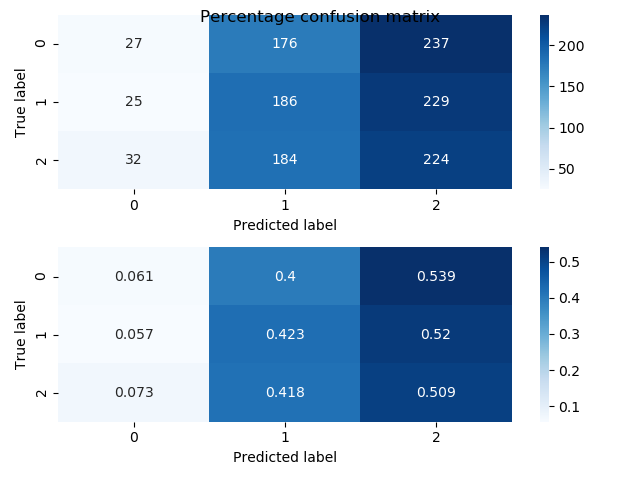 Percentage confusion matrix
True label
0 27 176 237
1 25 186 229
2 32 184 224
0 1 2
Predicted label
200
150
100
50
True label
0 0.061 0.4 0.539
1 0.057 0.423 0.52
2 0.073 0.418 0.509
0 1 2
Predicted label
0.5
0.4
0.3
0.2
0.1